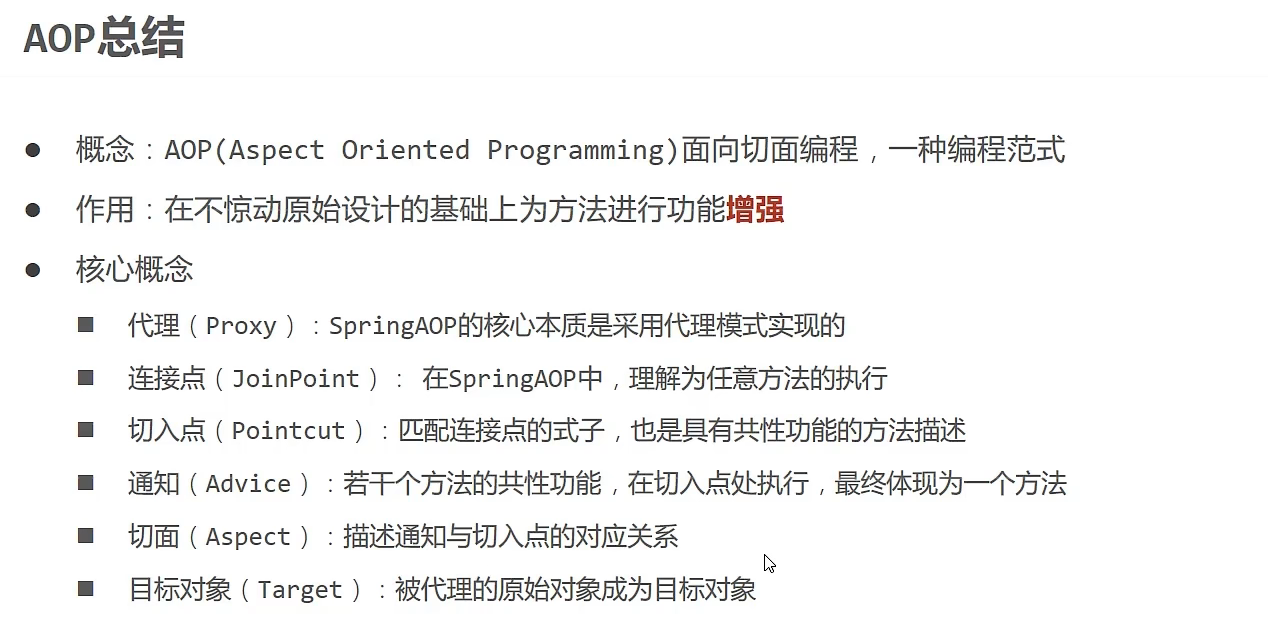 AOP总结
概念：AOP(Aspect Oriented Programming)面向切面编程，一种编程范式
作用：在不惊动原始设计的基础上为方法进行功能增强
核心概念
代理（Proxy）：SpringAOP的核心本质是采用代理模式实现的
连接点（JoinPoint）： 在SpringAOP中，理解为任意方法的执行
切入点（Pointcut）：匹配连接点的式子，也是具有共性功能的方法描述
通知（Advice）：若干个方法的共性功能，在切入点处执行，最终体现为一个方法
切面（Aspect）：描述通知与切入点的对应关系
目标对象（Target）：被代理的原始对象成为目标对象